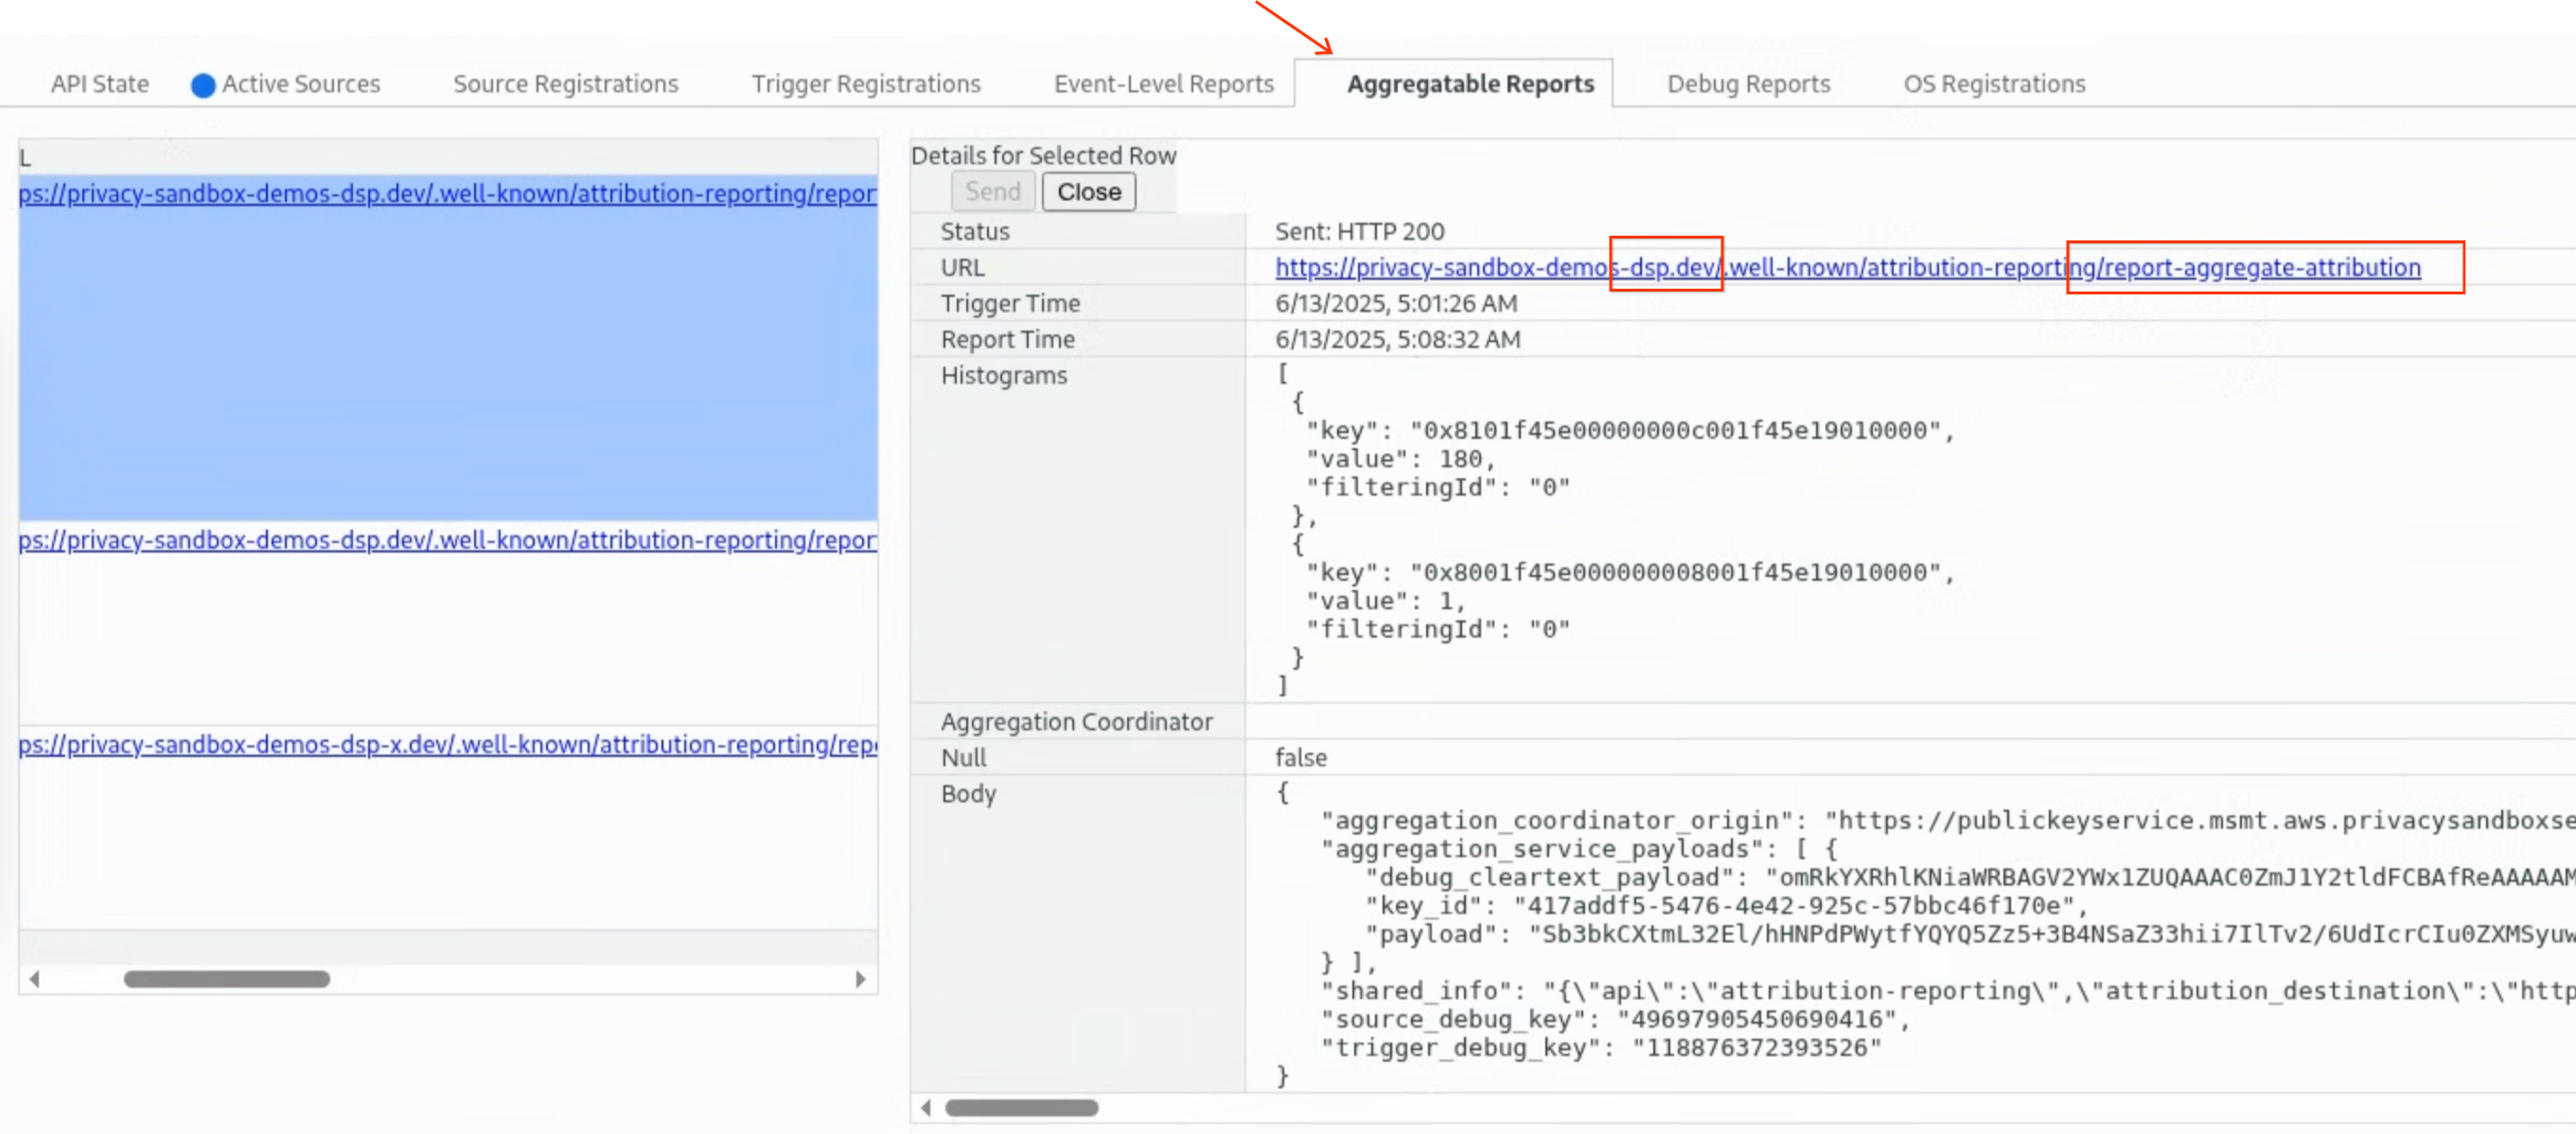 API State Active Sources Source Registrations Trigger Registrations Event-Level Reports Aggregatable Reports Debug Reports OS Registrations
L
ps://privacy-sandbox-demos-dsp.dev/.well-known/attribution-reporting/repor
ps://privacy-sandbox-demos-dsp.dev/.well-known/attribution-reporting/repor
ps://privacy-sandbox-demos-dsp-x.dev/.well-known/attribution-reporting/rep
Details for Selected Row
Send Close
Status Sent: HTTP 200
URL https://privacy-sandbox-demos-dsp.dev/.well-known/attribution-reporting/report-aggregate-attribution
Trigger Time 6/13/2025, 5:01:26 AM
Report Time 6/13/2025, 5:08:32 AM
Histograms [
{
"key": "0x8101f45e00000000c001f45e19010000",
"value": 180,
"filteringId": "0"
},
{
"key": "0x8001f45e000000008001f45e19010000",
"value": 1,
"filteringId": "0"
}
]
Aggregation Coordinator
Null false
Body {
"aggregation_coordinator_origin": "https://publickeyservice.msmt.aws.privacysandboxse
"aggregation_service_payloads": [ {
"debug_cleartext_payload": "omRkYXRhlKNiaWRBAGV2YWx1ZUQAAAC0ZmJ1Y2tldFCBAfReAAAAAM
"key_id": "417addf5-5476-4e42-925c-57bbc46f170e",
"payload": "Sb3bkCXtmL32El/hHNPdPWytfYQYQ5Zz5+3B4NSaZ33hii7IlTv2/6UdIcrCIu0ZXMSyuw
} ],
"shared_info": "{\"api\":\"attribution-reporting\",\"attribution_destination\":\"http
"source_debug_key": "496979054506​90416",
"trigger_debug_key": "118876372393526"
}